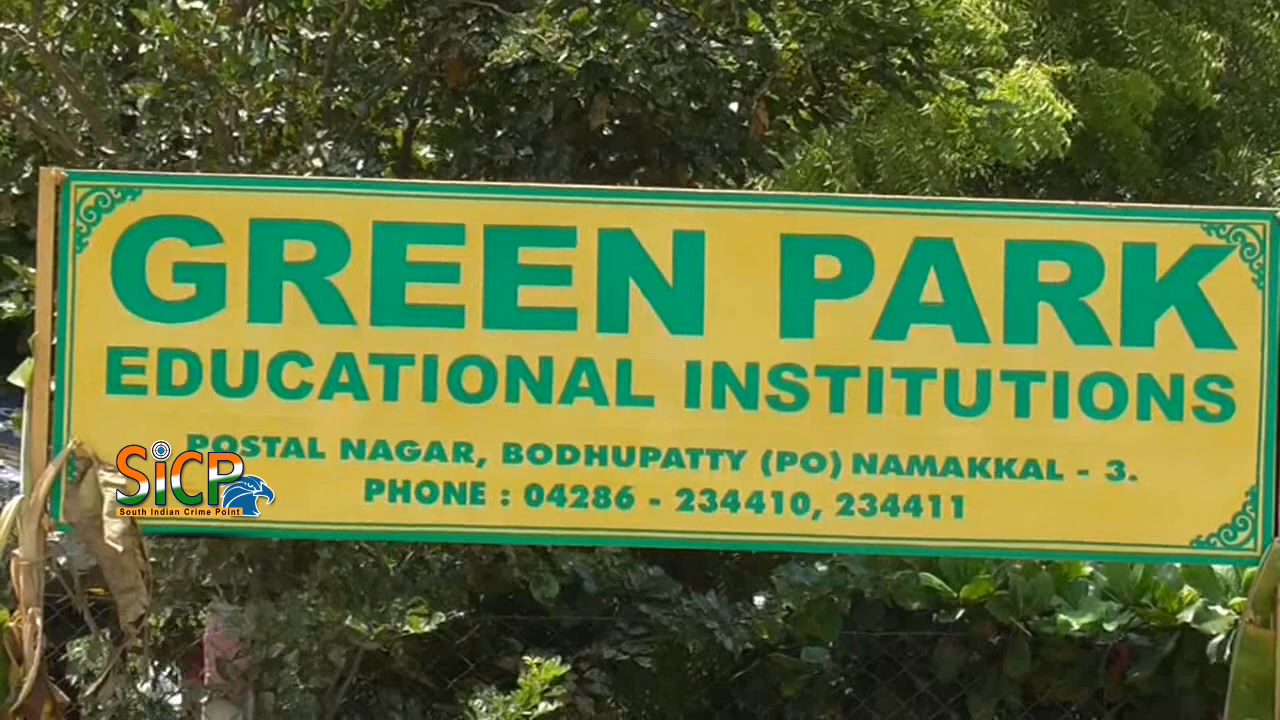 GREEN PARK
EDUCATIONAL INSTITUTIONS
POSTAL NAGAR, BODHUPATTY (PO) NAMAKKAL - 3.
PHONE : 04286 - 234410, 234411
SiCP
South Indian Crime Point